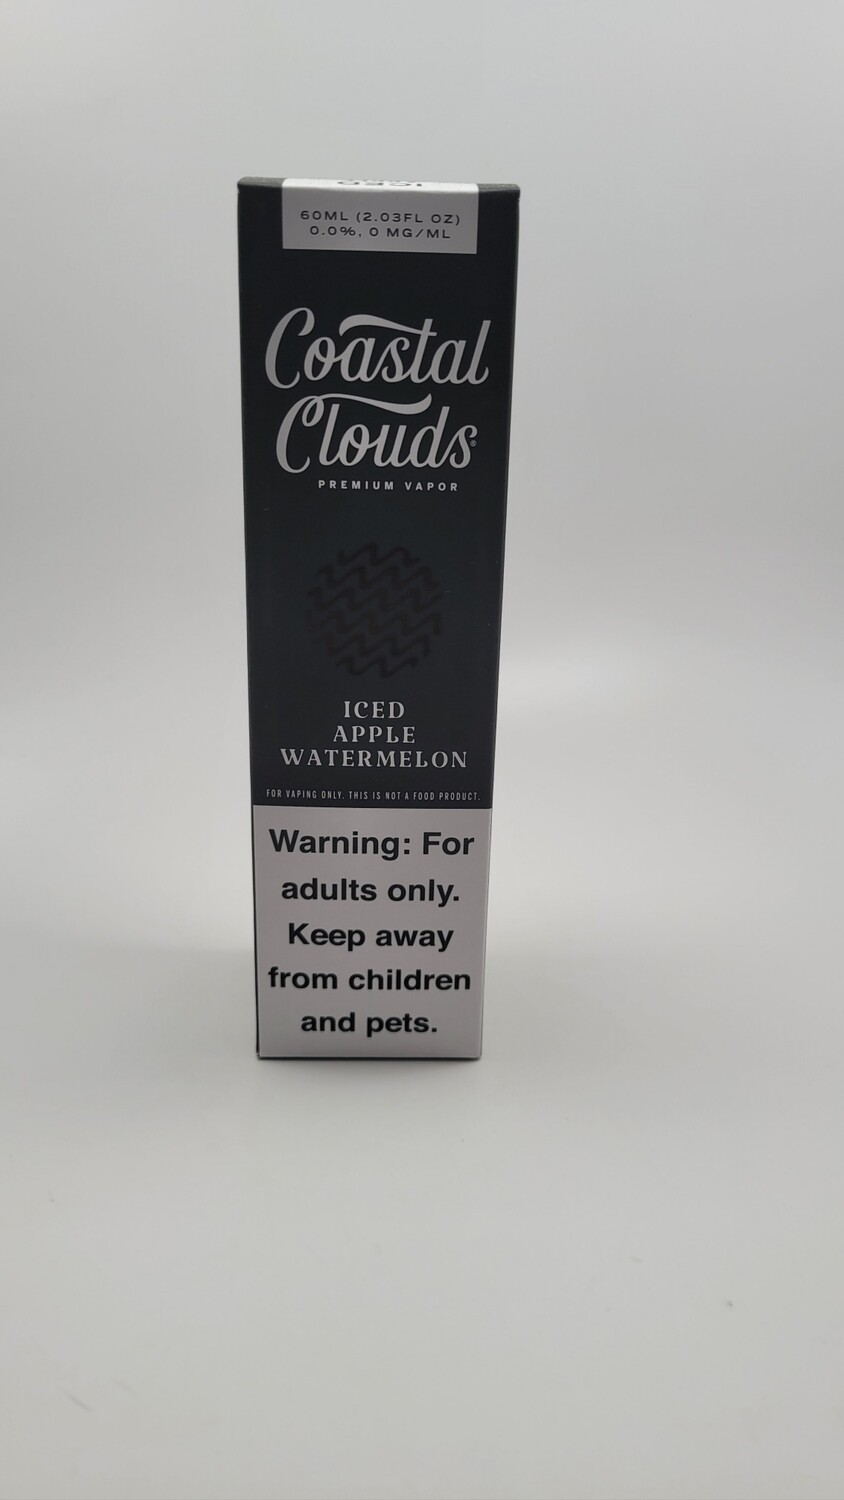 ICED
60ML (2.03FL OZ)
0.0%, 0 MG/ML
Coastal
Clouds®
PREMIUM VAPOR
ICED
APPLE
WATERMELON
FOR VAPING ONLY. THIS IS NOT A FOOD PRODUCT.
Warning: For
adults only.
Keep away
from children
and pets.